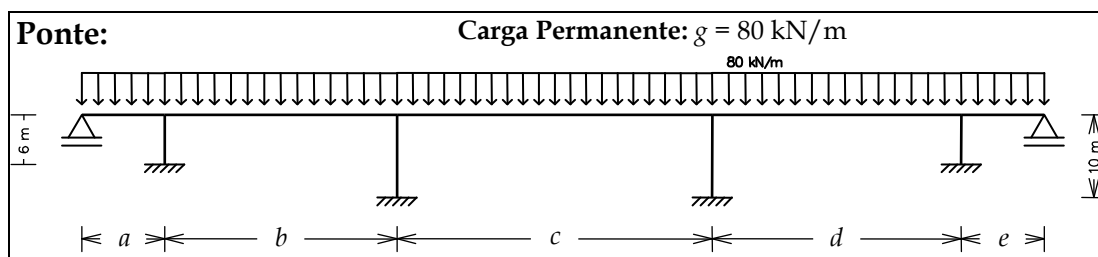 Ponte: Carga Permanente: g = 80 kN/m
80 kN/m
6 m
10 m
a b c d e